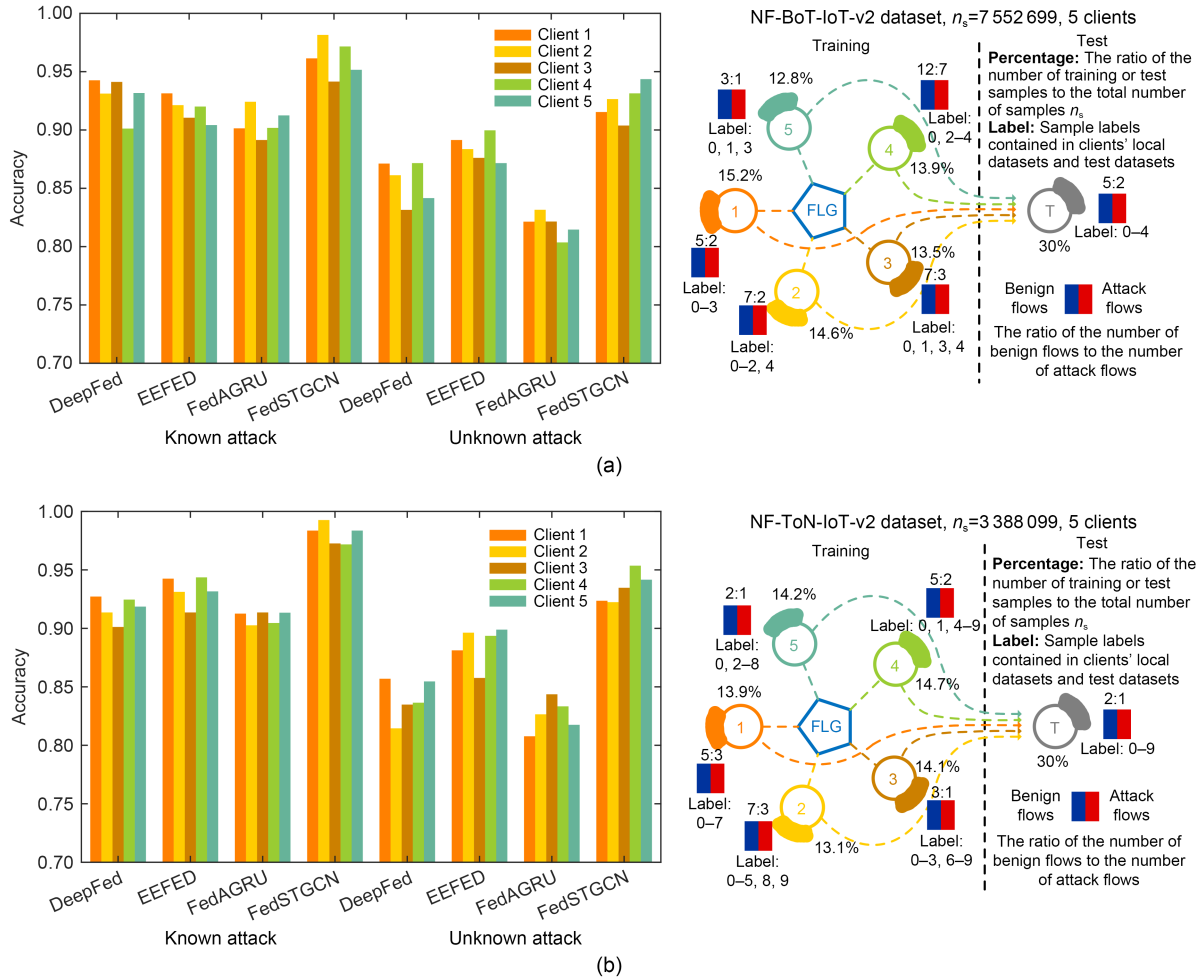 1.00
0.95
0.90
0.85
0.80
0.75
0.70
Accuracy
Client 1
Client 2
Client 3
Client 4
Client 5
DeepFed
EEFED
FedAGRU
FedSTGCN
DeepFed
EEFED
FedAGRU
FedSTGCN
Known attack
Unknown attack
NF-BoT-IoT-v2 dataset, ns=7 552 699, 5 clients
Training
Test
3:1
Label:
0, 1, 3
12.8%
5
12:7
Label:
0, 2–4
4
13.9%
15.2%
1
5:2
Label:
0–3
FLG
7:2
Label:
0–2, 4
2
14.6%
3
13.5%
7:3
Label:
0, 1, 3, 4
Percentage: The ratio of the
number of training or test
samples to the total number
of samples ns
Label: Sample labels
contained in clients' local
datasets and test datasets
T
30%
5:2
Label: 0–4
Benign
flows
Attack
flows
The ratio of the number of
benign flows to the number
of attack flows
(a)
1.00
0.95
0.90
0.85
0.80
0.75
0.70
Accuracy
Client 1
Client 2
Client 3
Client 4
Client 5
DeepFed
EEFED
FedAGRU
FedSTGCN
DeepFed
EEFED
FedAGRU
FedSTGCN
Known attack
Unknown attack
NF-ToN-IoT-v2 dataset, ns=3 388 099, 5 clients
Training
Test
2:1
Label:
0, 2–8
14.2%
5
5:2
Label: 0, 1, 4–9
4
14.7%
13.9%
1
5:3
Label:
0–7
FLG
7:3
Label:
0–5, 8, 9
2
13.1%
3
14.1%
3:1
Label:
0–3, 6–9
Percentage: The ratio of the
number of training or test
samples to the total number
of samples ns
Label: Sample labels
contained in clients' local
datasets and test datasets
T
30%
2:1
Label: 0–9
Benign
flows
Attack
flows
The ratio of the number of
benign flows to the number
of attack flows
(b)